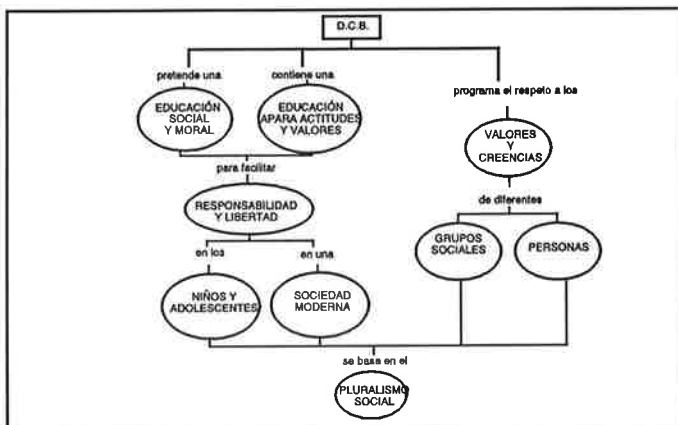 D.C.B.
pretende una
contiene una
programa el respeto a los
EDUCACIÓN
SOCIAL
Y MORAL
EDUCACIÓN
APARA ACTITUDES
Y VALORES
VALORES
Y
CREENCIAS
para facilitar
de diferentes
RESPONSABILIDAD
Y LIBERTAD
GRUPOS
SOCIALES
PERSONAS
en los
en una
NIÑOS Y
ADOLESCENTES
SOCIEDAD
MODERNA
se basa en el
PLURALISMO
SOCIAL